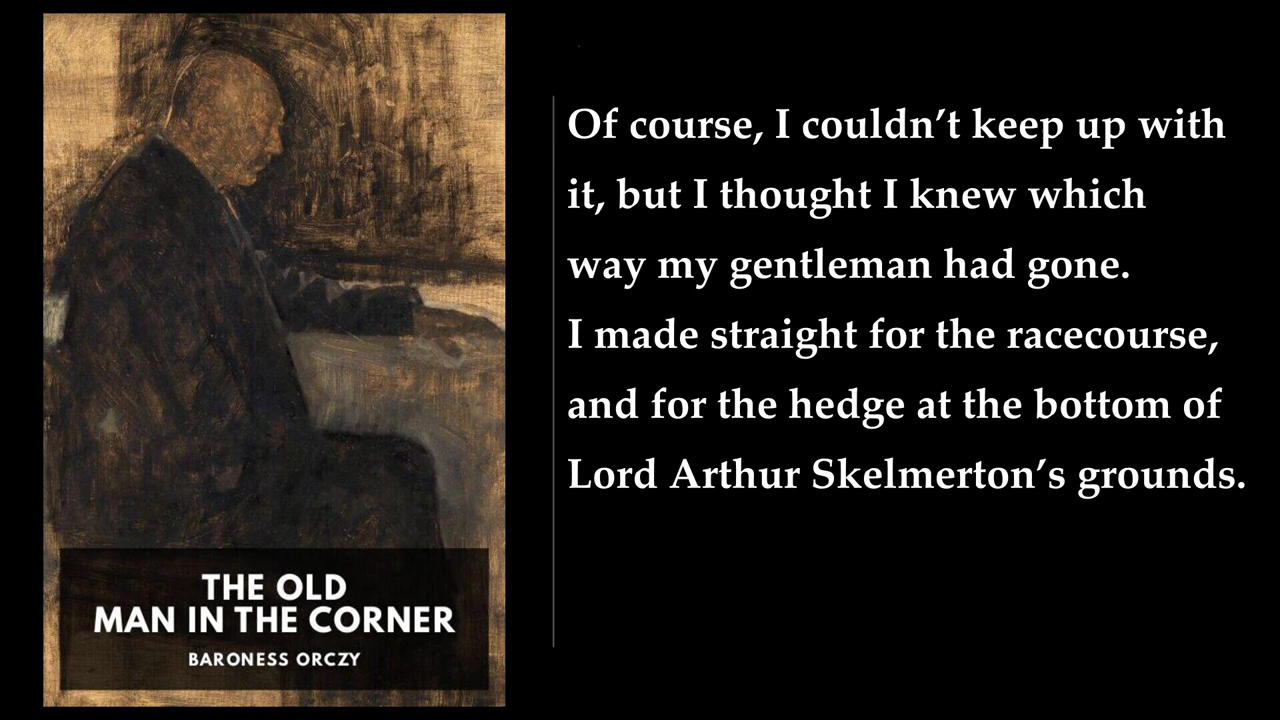 Of course, I couldn’t keep up with
it, but I thought I knew which
way my gentleman had gone.
I made straight for the racecourse,
and for the hedge at the bottom of
Lord Arthur Skelmerton’s grounds.
THE OLD
MAN IN THE CORNER
BARONESS ORCZY